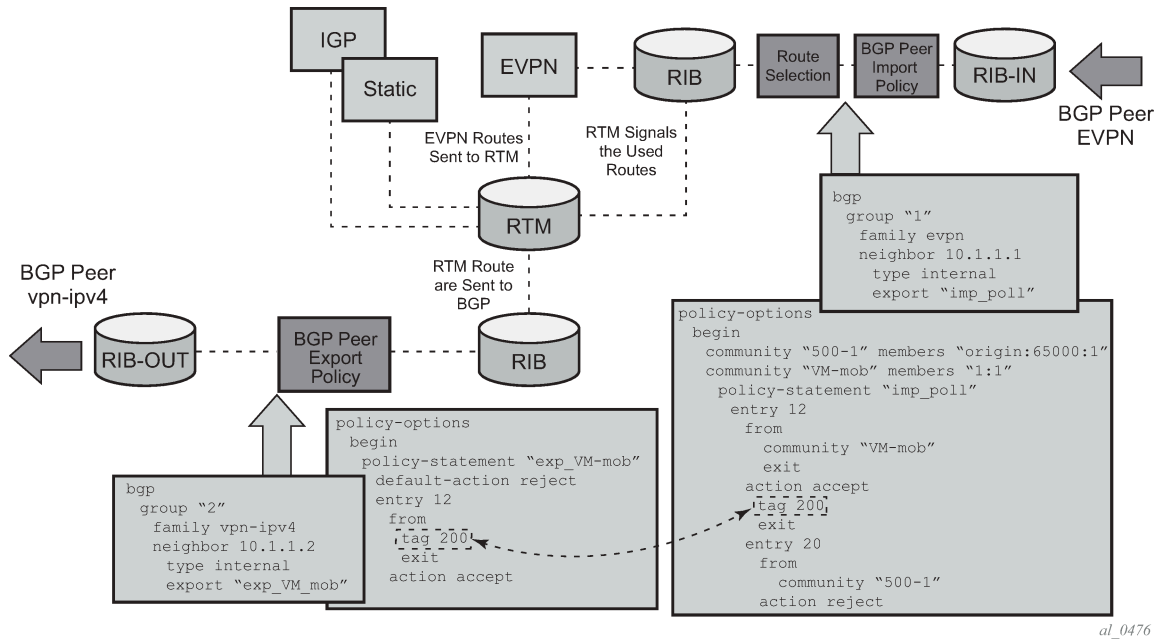 IGP
Static
EVPN
RIB
Route
Selection
BGP Peer
Import
Policy
RIB-IN
BGP Peer
EVPN
EVPN Routes
Sent to RTM
RTM Signals
the Used
Routes
RTM
RTM Route
are Sent to
BGP
BGP Peer
vpn-ipv4
RIB-OUT
BGP Peer
Export
Policy
RIB
bgp
group “1”
family evpn
neighbor 10.1.1.1
type internal
export “imp_poll”
policy-options
begin
community “500-1” members “origin:65000:1”
community “VM-mob” members “1:1”
policy-statement “imp_poll”
entry 12
from
community “VM-mob”
exit
action accept
tag 200
exit
entry 20
from
community “500-1”
action reject
policy-options
begin
policy-statement “exp_VM-mob”
default-action reject
entry 12
from
tag 200
exit
action accept
bgp
group “2”
family vpn-ipv4
neighbor 10.1.1.2
type internal
export “exp_VM_mob”
al_0476